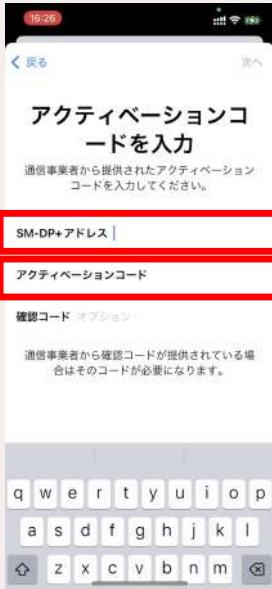 16:26
戻る
次へ
アクティベーションコ
ードを入力
通信事業者から提供されたアクティベーション
コードを入力してください。
SM-DP+アドレス
アクティベーションコード
確認コード オプション
通信事業者から確認コードが提供されている場
合はそのコードが必要になります。
q w e r t y u i o p
a s d f g h j k l
z x c v b n m